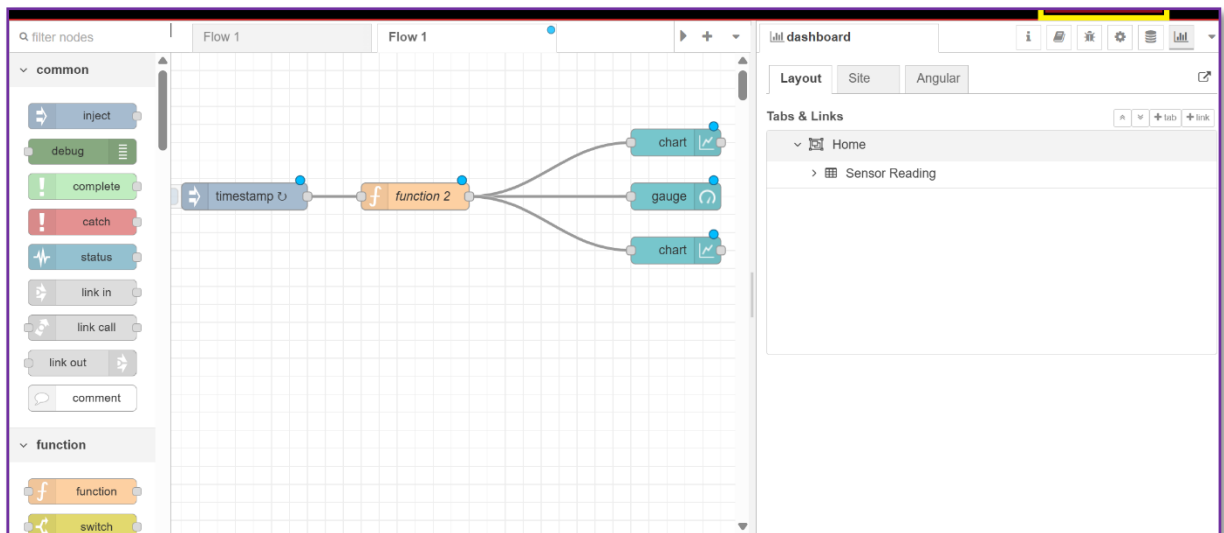 filter nodes
Flow 1
Flow 1
dashboard
i
common
Layout
Site
Angular
inject
Tabs & Links
tab
link
debug
chart
Home
complete
Sensor Reading
timestamp ↻
function 2
gauge
catch
status
chart
link in
link call
link out
comment
function
function
switch